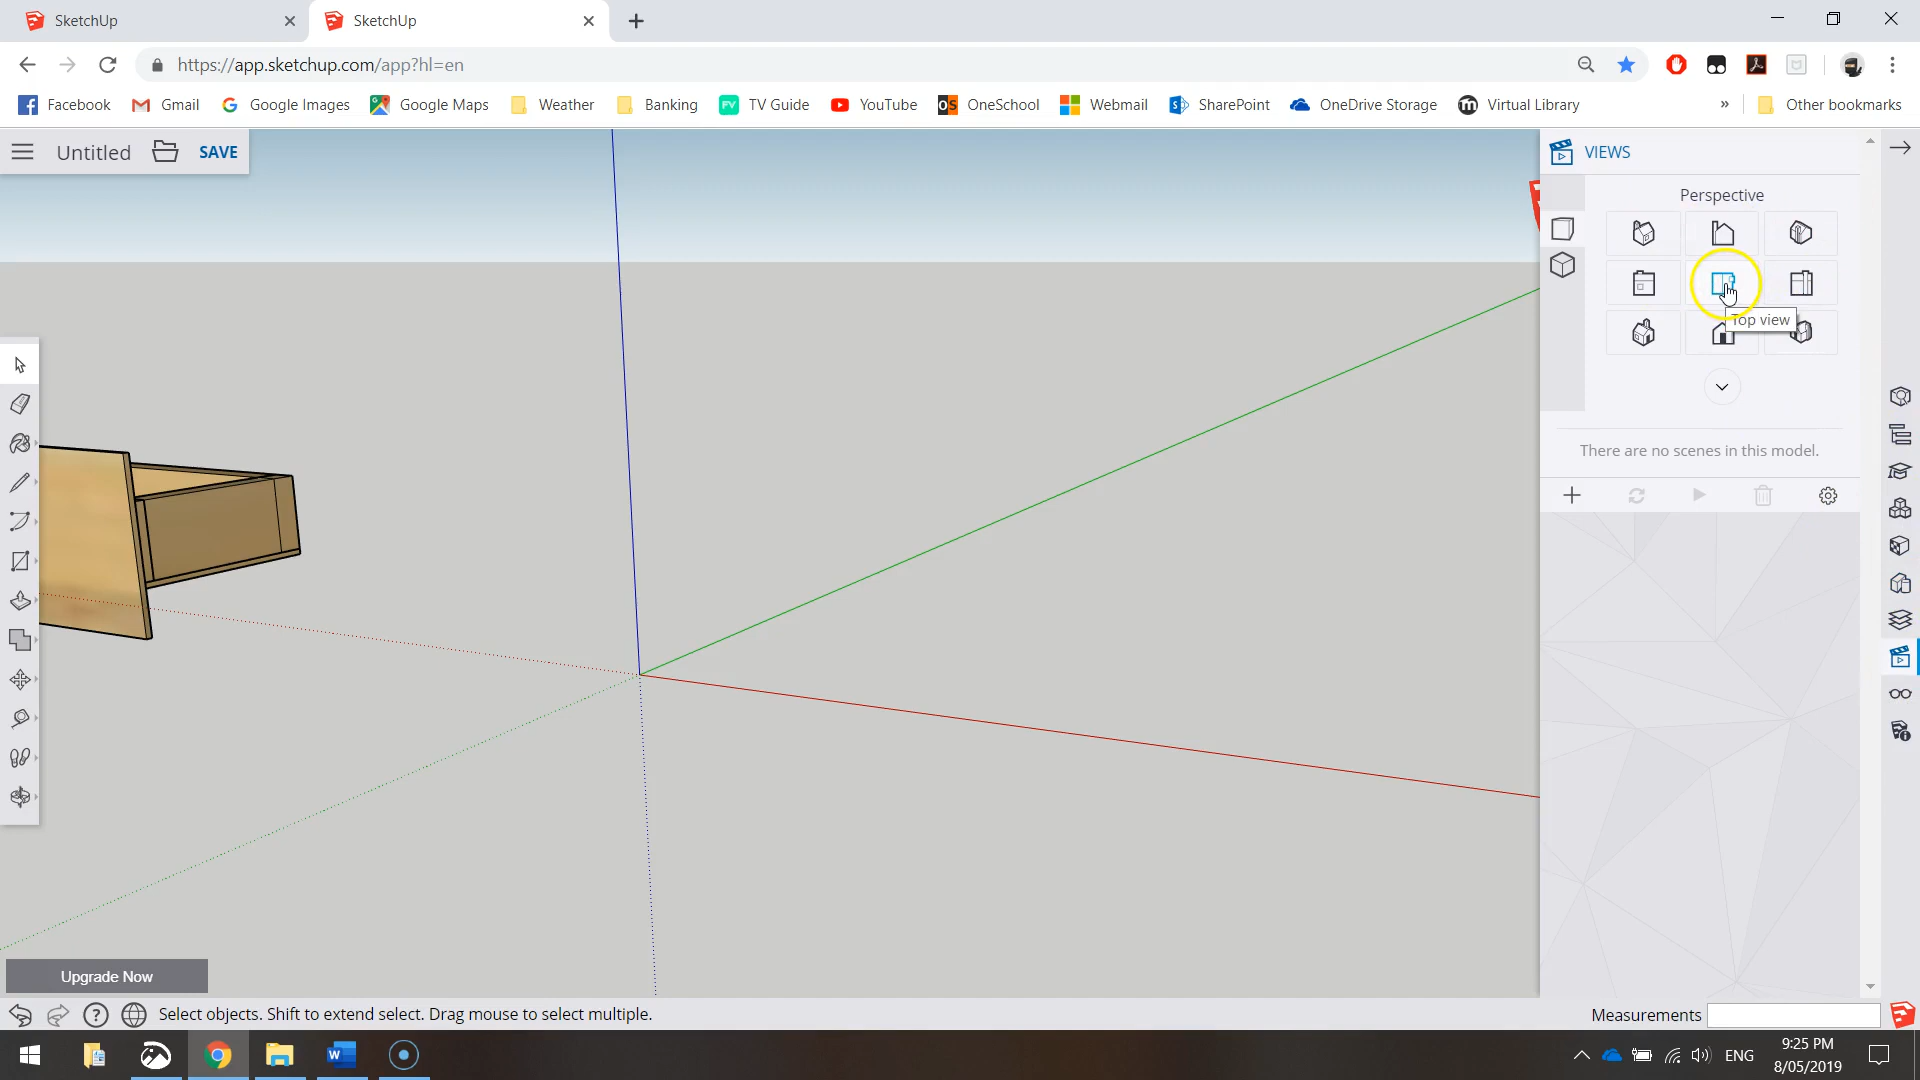 SketchUp
SketchUp
https://app.sketchup.com/app?hl=en
Facebook
Gmail
Google Images
Google Maps
Weather
Banking
TV Guide
YouTube
OneSchool
Webmail
SharePoint
OneDrive Storage
Virtual Library
»
Other bookmarks
Untitled
SAVE
VIEWS
Perspective
Top view
There are no scenes in this model.
Upgrade Now
Select objects. Shift to extend select. Drag mouse to select multiple.
Measurements
ENG
9:25 PM
8/05/2019